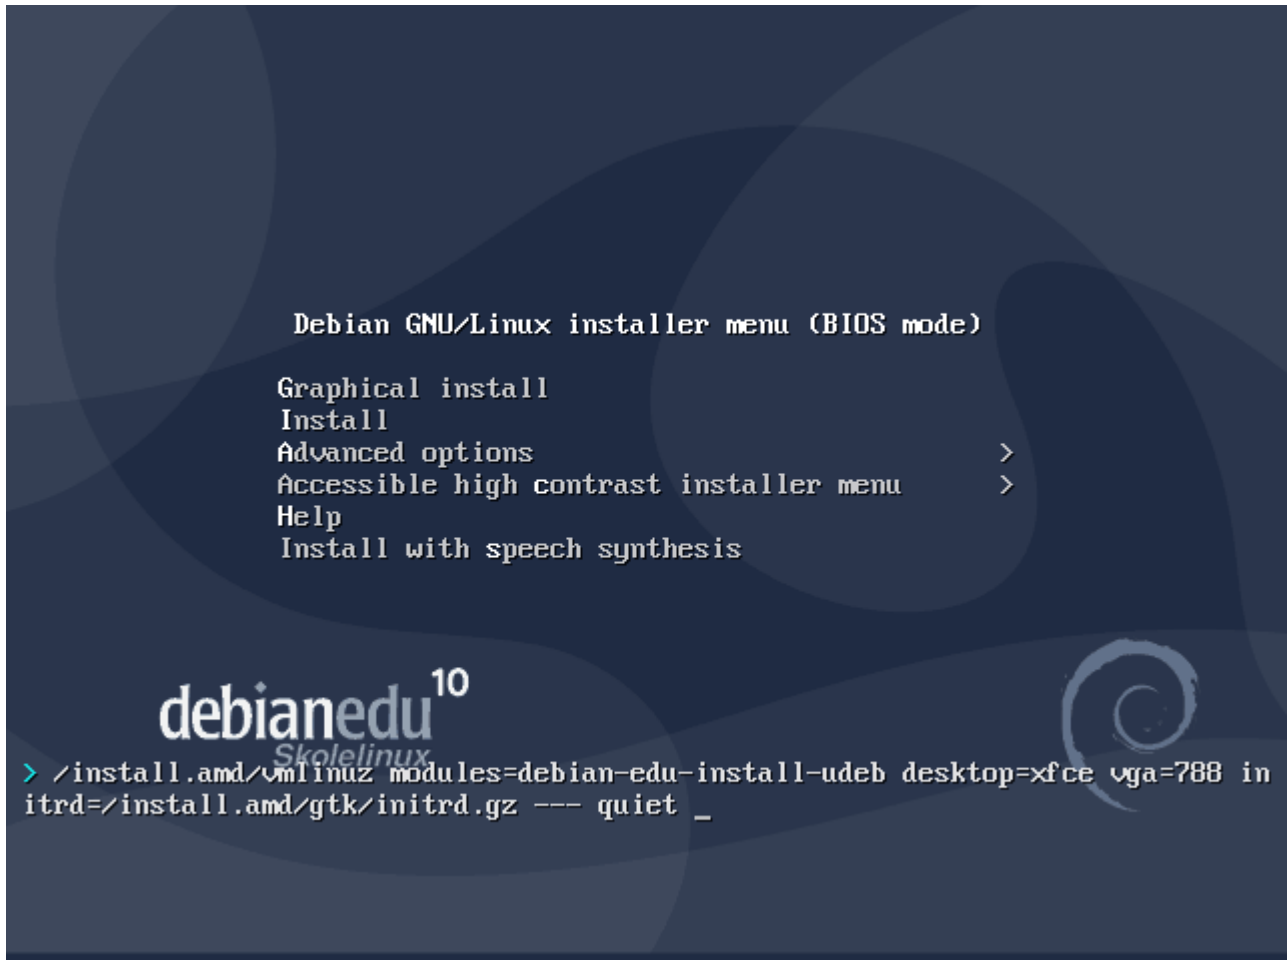 Debian GNU/Linux installer menu (BIOS mode)
Graphical install
Install
Advanced options >
Accessible high contrast installer menu >
Help
Install with speech synthesis
debianedu 10
Skolelinux
> /install.amd/vmlinuz modules=debian-edu-install-udeb desktop=xfce vga=788 in
itrd=/install.amd/gtk/initrd.gz --- quiet _